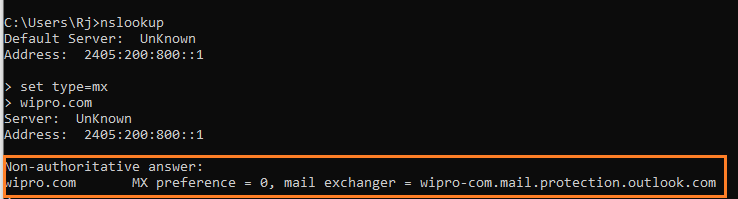 C:\Users\Rj>nslookup
Default Server:  UnKnown
Address:  2405:200:800::1
> set type=mx
> wipro.com
Server:  UnKnown
Address:  2405:200:800::1
Non-authoritative answer:
wipro.com       MX preference = 0, mail exchanger = wipro-com.mail.protection.outlook.com